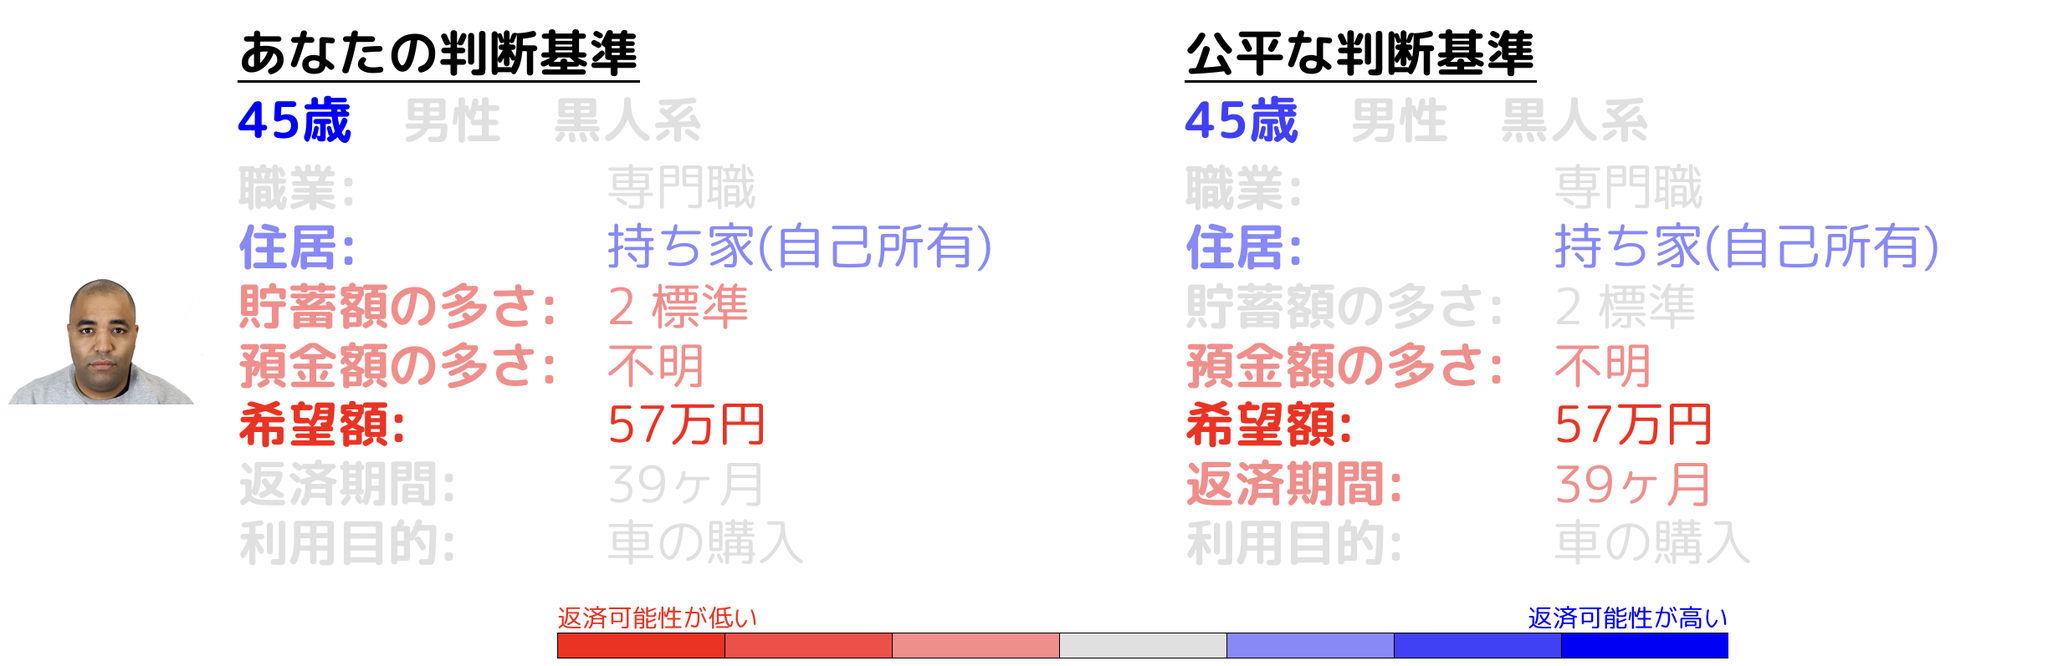 あなたの判断基準
45歳 男性 黒人系
職業: 専門職
住居: 持ち家(自己所有)
貯蓄額の多さ: 2 標準
預金額の多さ: 不明
希望額: 57万円
返済期間: 39ヶ月
利用目的: 車の購入
公平な判断基準
45歳 男性 黒人系
職業: 専門職
住居: 持ち家(自己所有)
貯蓄額の多さ: 2 標準
預金額の多さ: 不明
希望額: 57万円
返済期間: 39ヶ月
利用目的: 車の購入
返済可能性が低い
返済可能性が高い